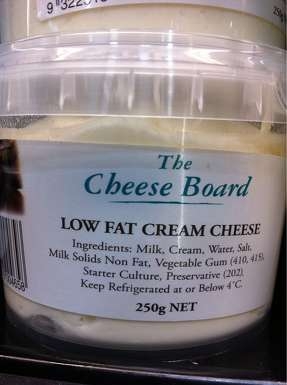 250g
The
Cheese Board
LOW FAT CREAM CHEESE
Ingredients: Milk, Cream, Water, Salt,
Milk Solids Non Fat, Vegetable Gum (410, 415),
Starter Culture, Preservative (202)
Keep Refrigerated at or Below 4°C.
250g NET